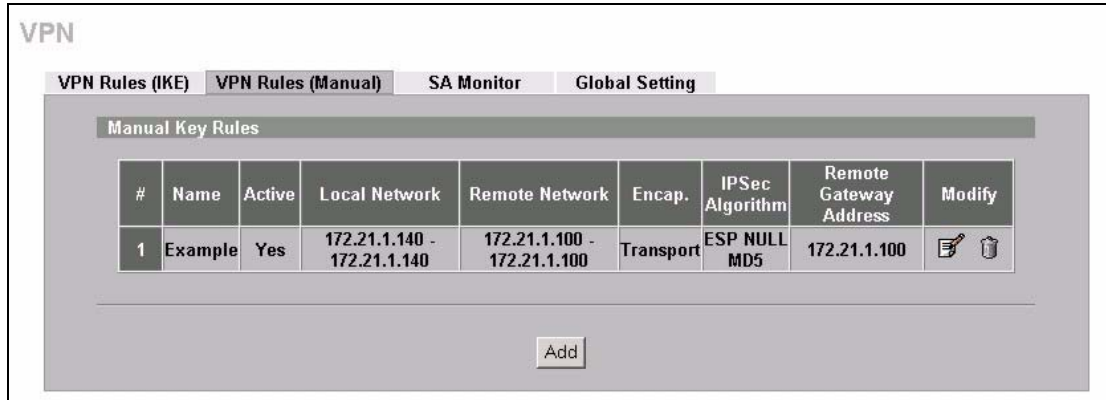 VPN
VPN Rules (IKE) VPN Rules (Manual) SA Monitor Global Setting
Manual Key Rules
# Name Active Local Network Remote Network Encap. IPSec Algorithm Remote Gateway Address Modify
1 Example Yes 172.21.1.140 - 172.21.1.140 172.21.1.100 - 172.21.1.100 Transport ESP NULL MD5 172.21.1.100
Add